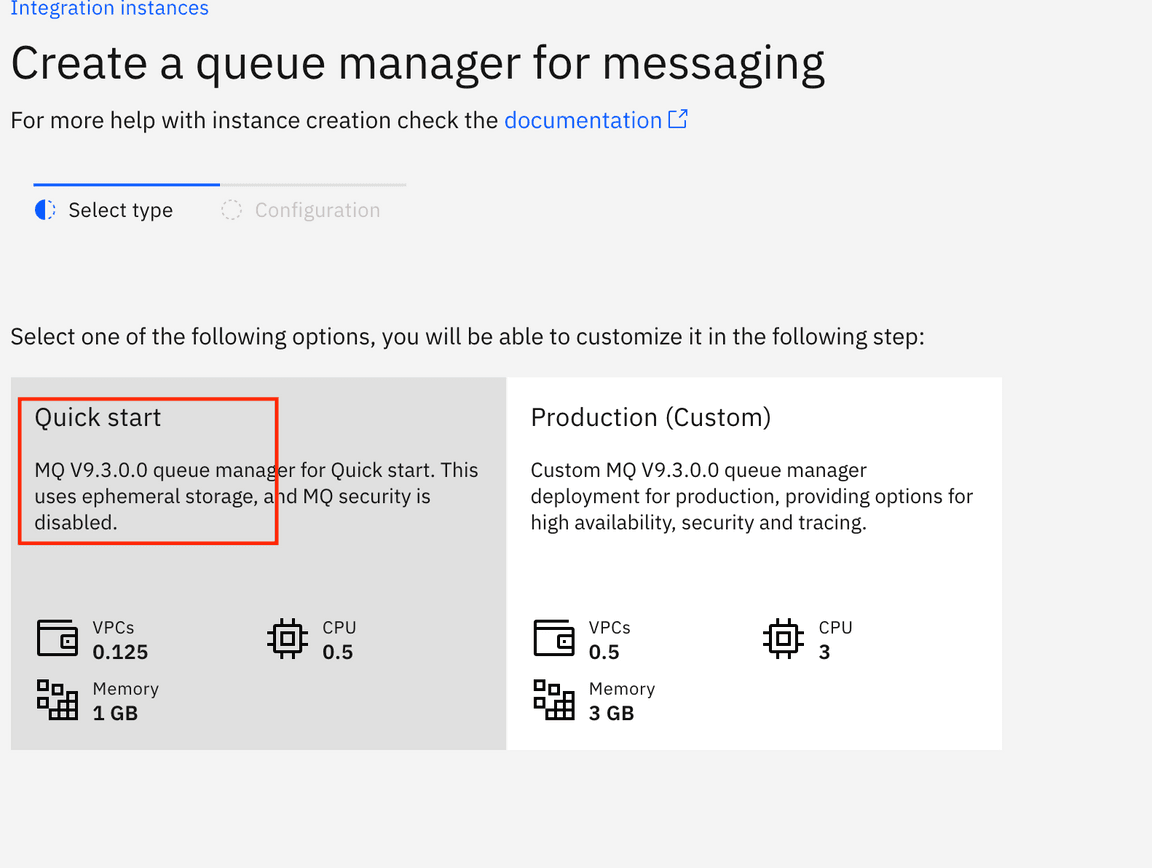 Integration instances
Create a queue manager for messaging
For more help with instance creation check the documentation
Select type
Configuration
Select one of the following options, you will be able to customize it in the following step:
Quick start
MQ V9.3.0.0 queue manager for Quick start. This
uses ephemeral storage, and MQ security is
disabled.
VPCs
0.125
CPU
0.5
Memory
1 GB
Production (Custom)
Custom MQ V9.3.0.0 queue manager
deployment for production, providing options for
high availability, security and tracing.
VPCs
0.5
CPU
3
Memory
3 GB